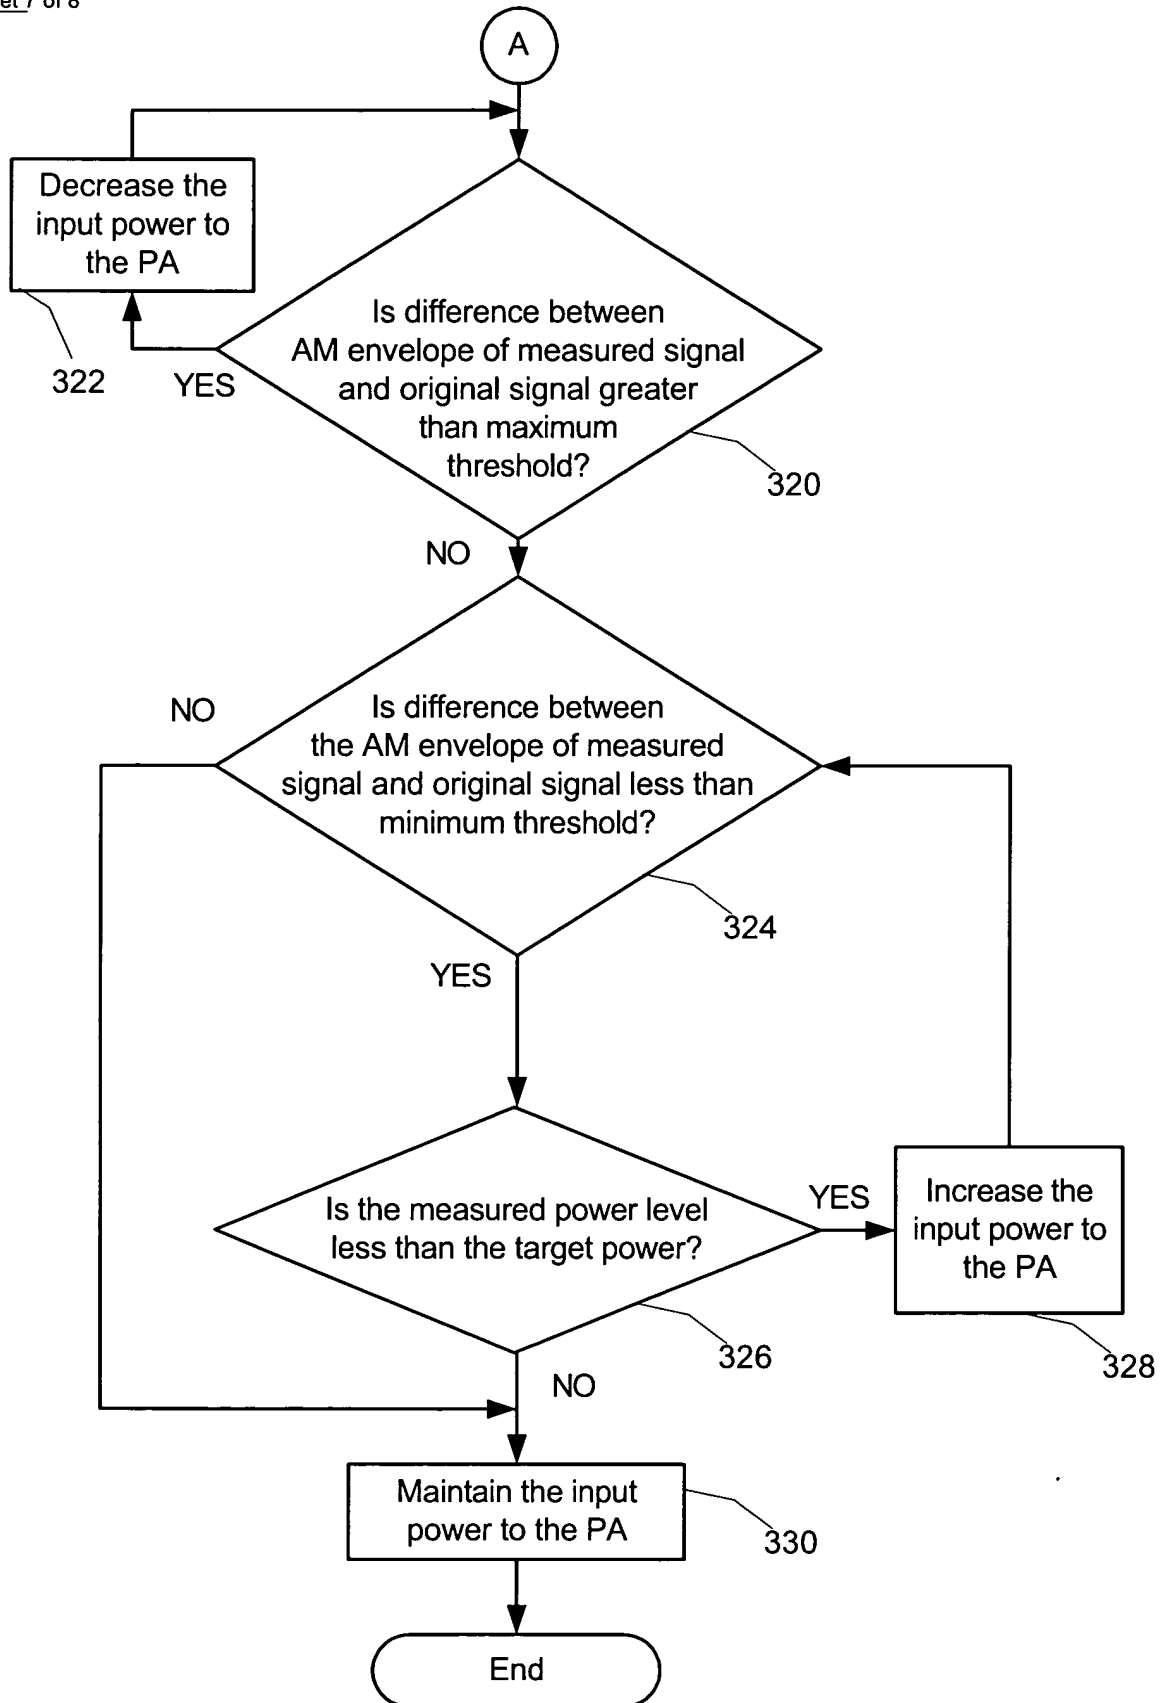 7 of 8
A
Decrease the
input power to
the PA
322
YES
Is difference between
AM envelope of measured signal
and original signal greater
than maximum
threshold?
320
NO
NO
Is difference between
the AM envelope of measured
signal and original signal less than
minimum threshold?
324
YES
Is the measured power level
less than the target power?
YES
Increase the
input power to
the PA
326
328
NO
Maintain the input
power to the PA
330
End